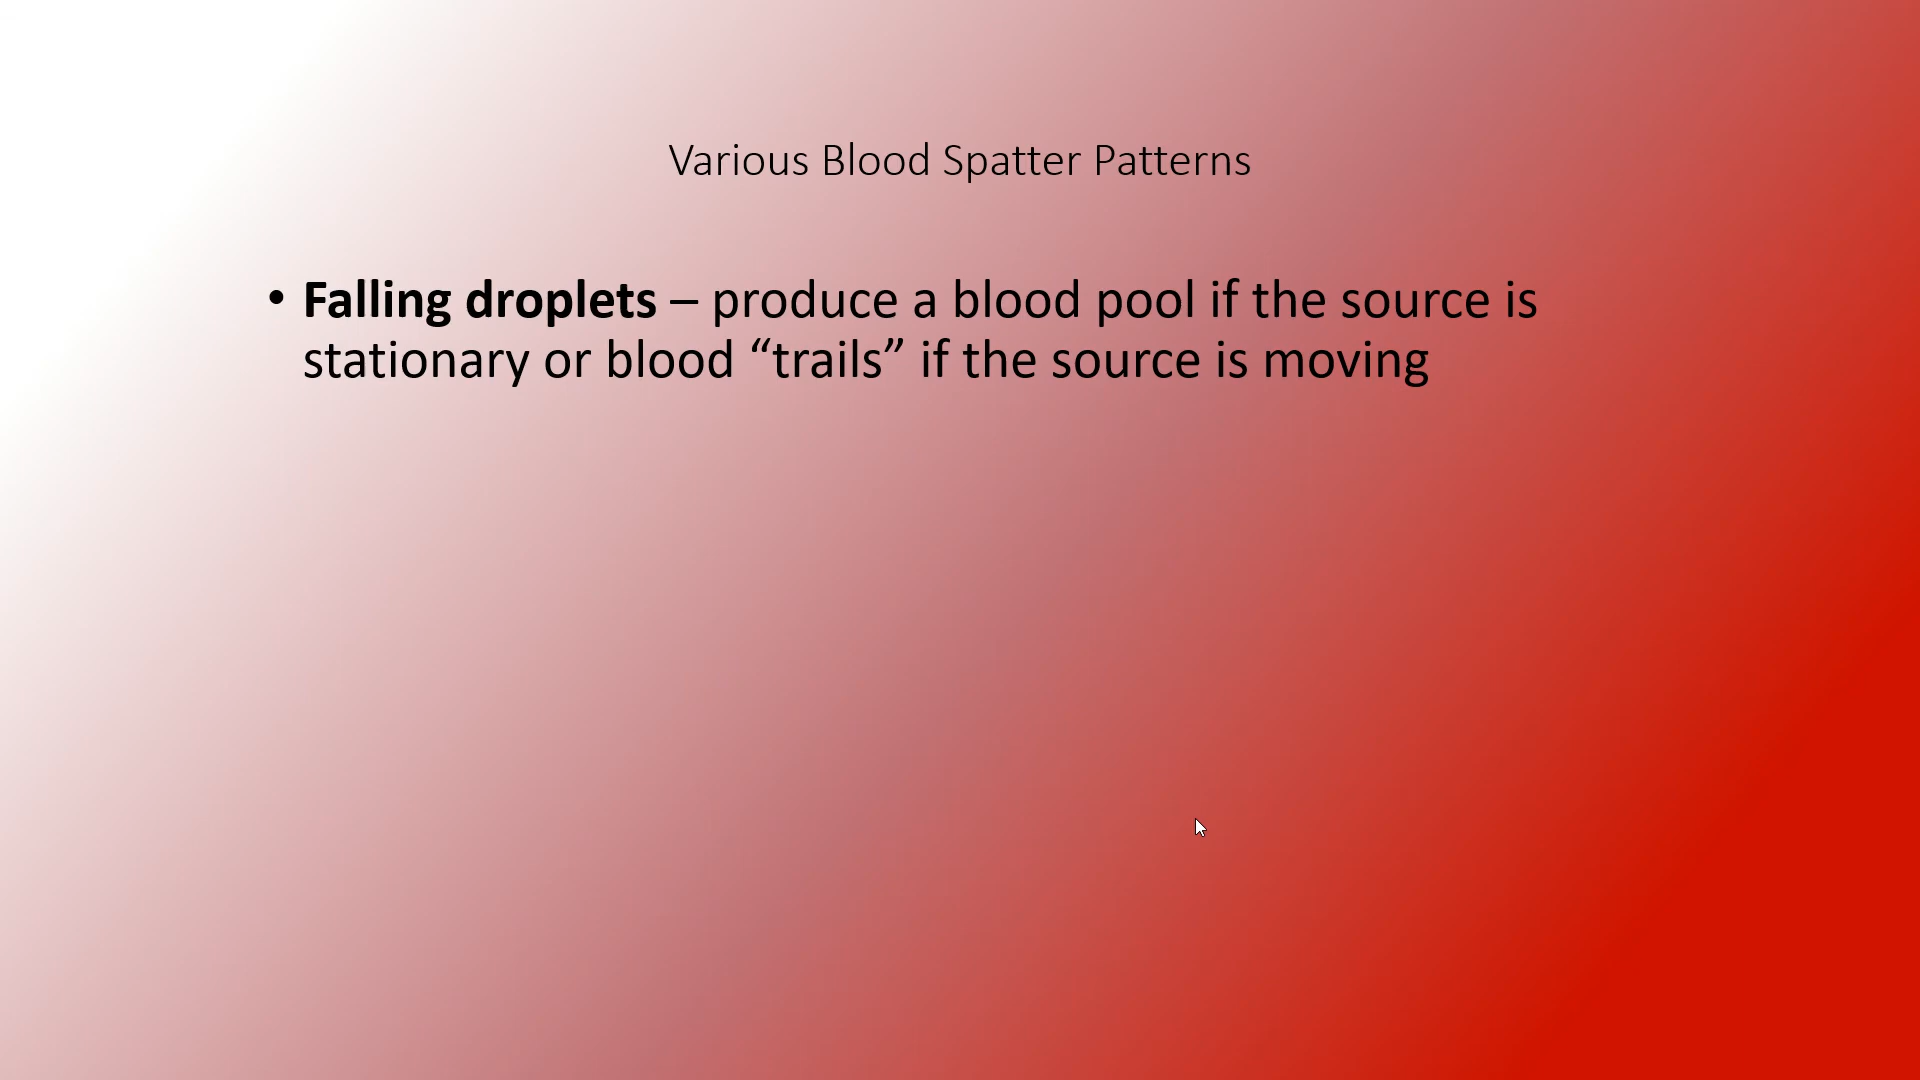 Various Blood Spatter Patterns
• Falling droplets – produce a blood pool if the source is
stationary or blood “trails” if the source is moving